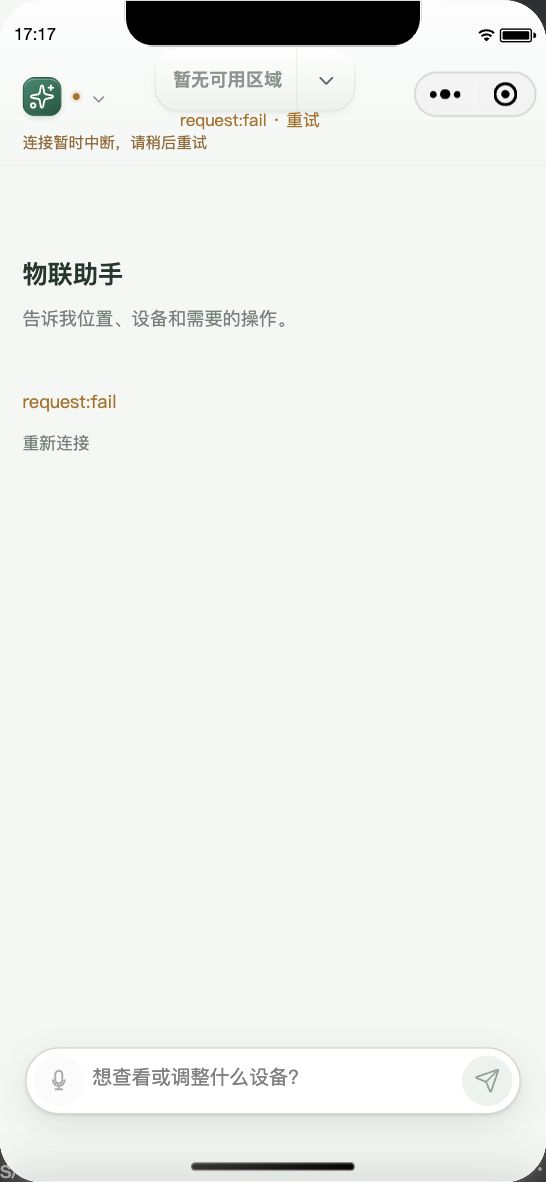 17:17
暂无可用区域
request:fail · 重试
连接暂时中断，请稍后重试
物联助手
告诉我位置、设备和需要的操作。
request:fail
重新连接
想查看或调整什么设备？